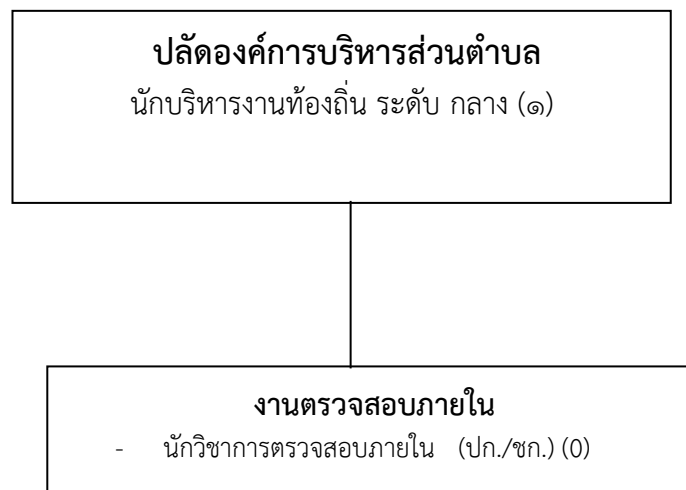 ปลัดองค์การบริหารส่วนตำบล
นักบริหารงานท้องถิ่น ระดับ กลาง (๑)
งานตรวจสอบภายใน
- นักวิชาการตรวจสอบภายใน (ปก./ชก.) (0)